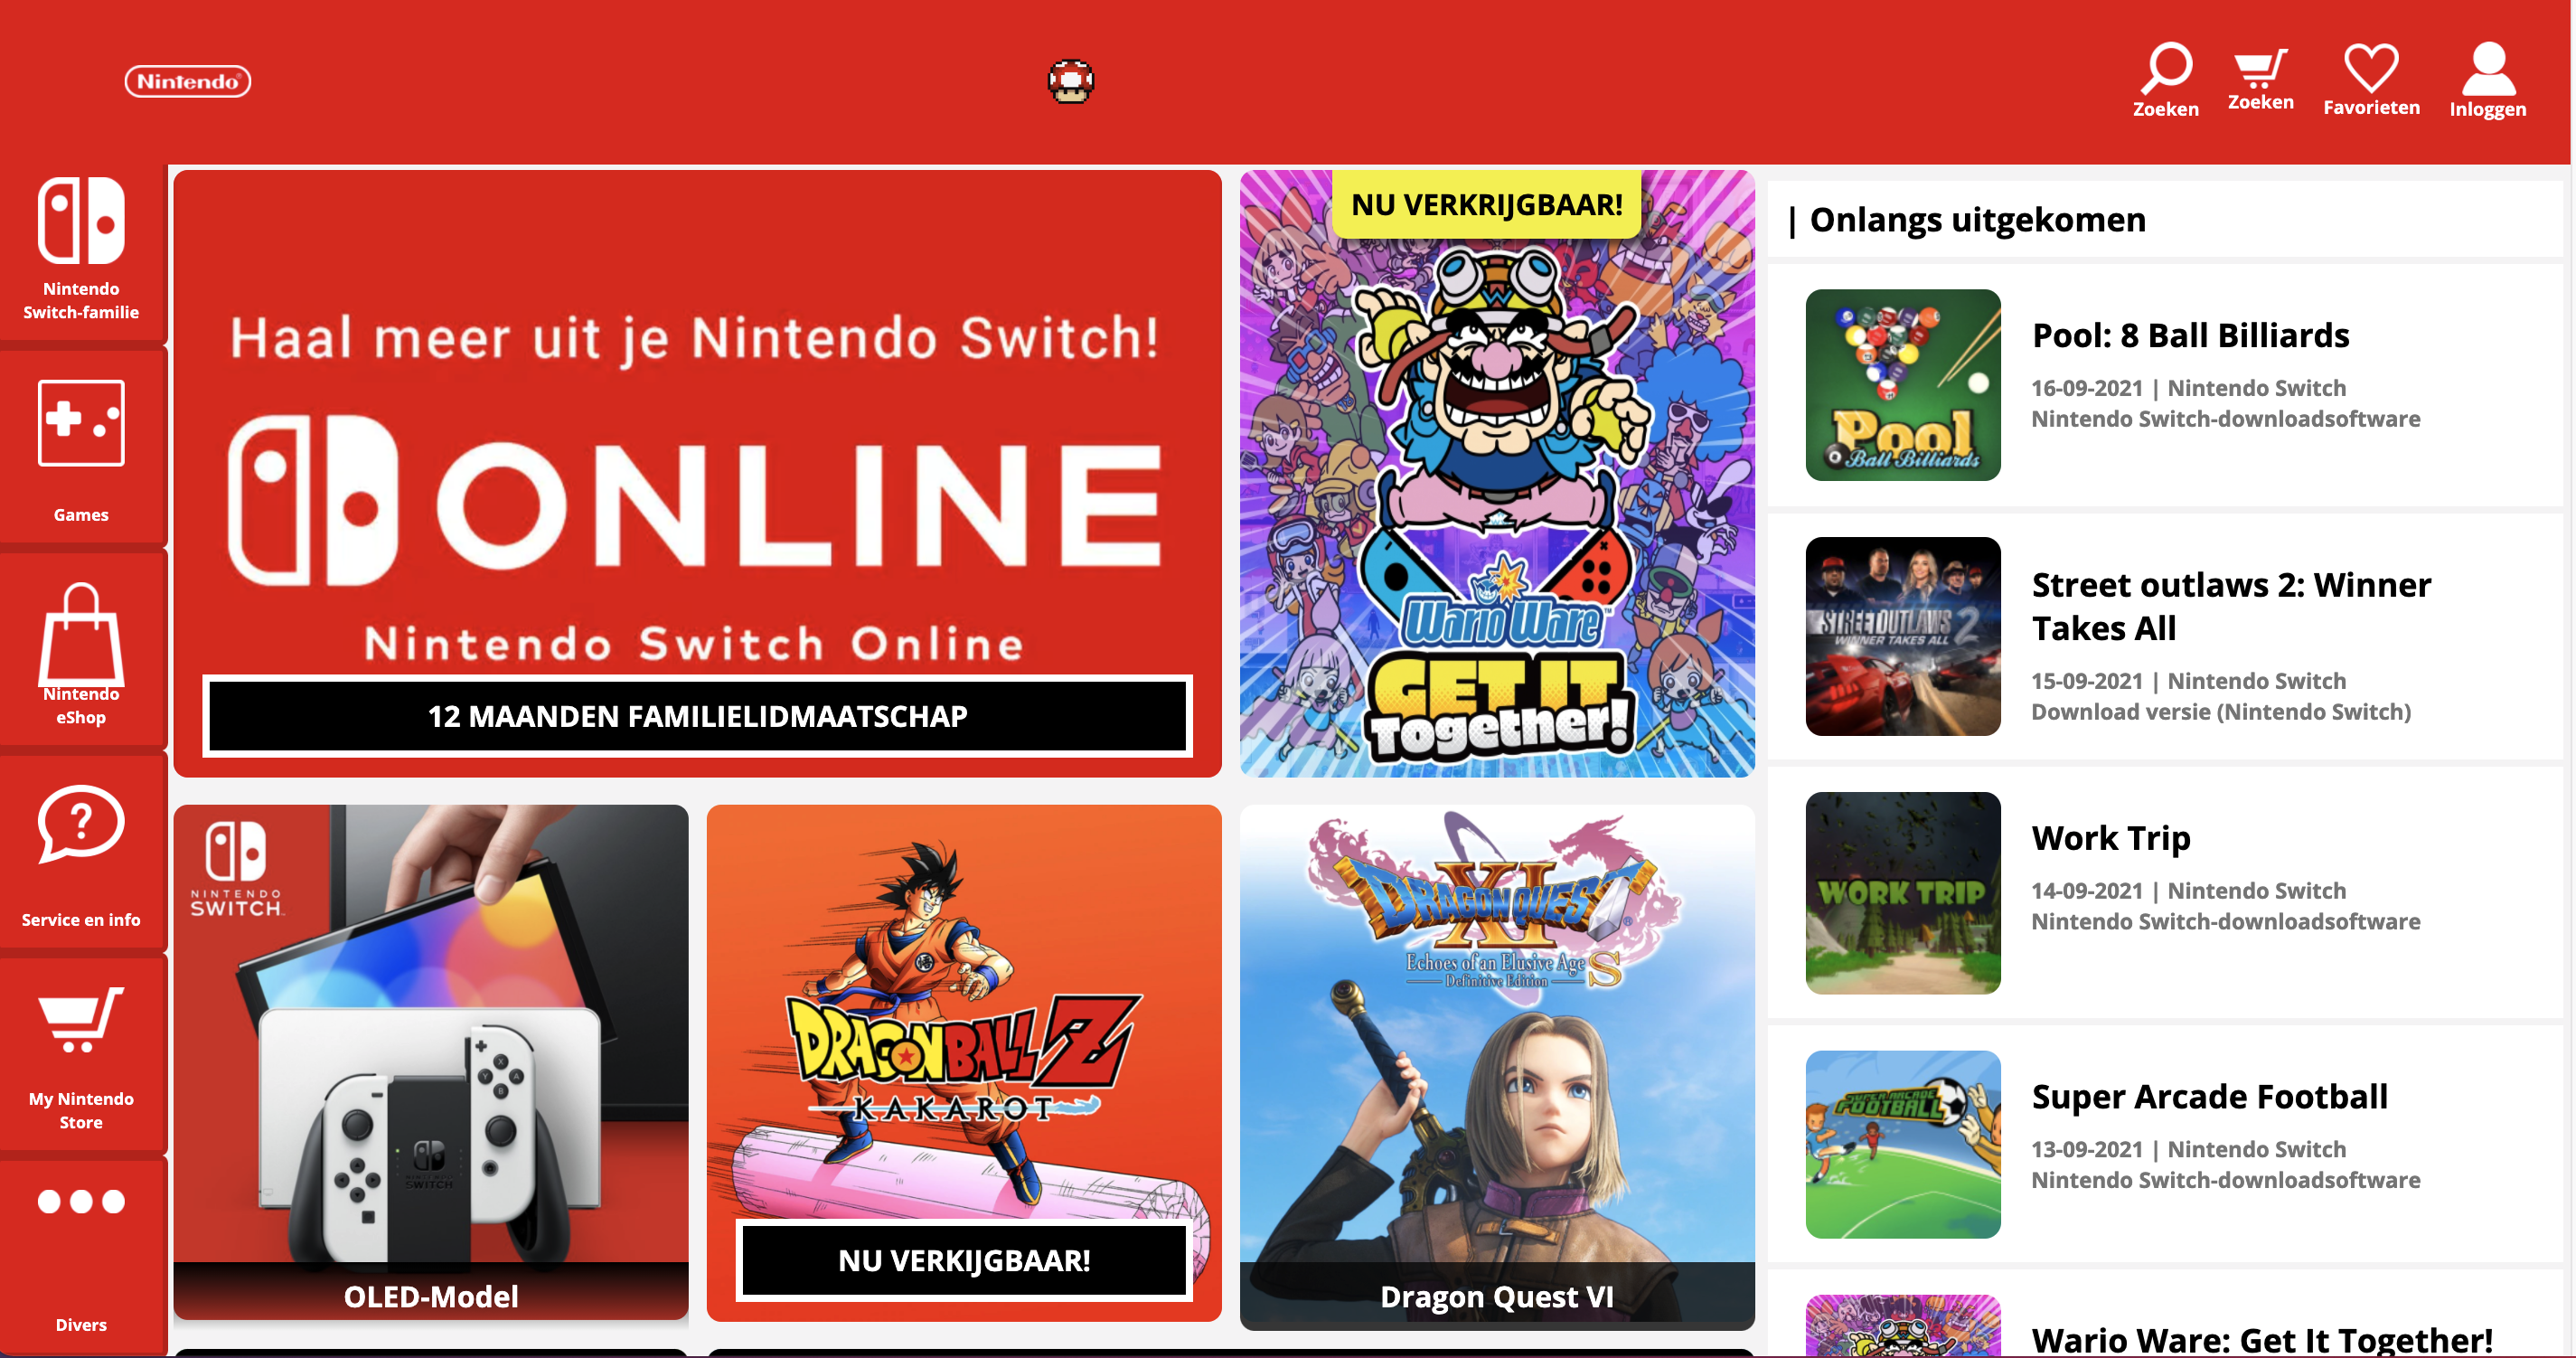 Nintendo
Zoeken
Zoeken
Favorieten
Inloggen
Nintendo
Switch-familie
Games
Nintendo
eShop
Service en info
My Nintendo
Store
Divers
Haal meer uit je Nintendo Switch!
ONLINE
Nintendo Switch Online
12 MAANDEN FAMILIELIDMAATSCHAP
NU VERKRIJGBAAR!
Wario Ware
GET IT
Together!
NINTENDO
SWITCH
NINTENDO
SWITCH
OLED-Model
DRAGONBALL Z
KAKAROT
NU VERKIJGBAAR!
DRAGON QUEST
XI
Echoes of an Elusive Age S
Definitive Edition
Dragon Quest VI
| Onlangs uitgekomen
Pool
8 Ball Billiards
Pool: 8 Ball Billiards
16-09-2021 | Nintendo Switch
Nintendo Switch-downloadsoftware
STREET OUTLAWS 2
WINNER TAKES ALL
Street outlaws 2: Winner
Takes All
15-09-2021 | Nintendo Switch
Download versie (Nintendo Switch)
WORK TRIP
Work Trip
14-09-2021 | Nintendo Switch
Nintendo Switch-downloadsoftware
SUPER ARCADE
FOOTBALL
Super Arcade Football
13-09-2021 | Nintendo Switch
Nintendo Switch-downloadsoftware
Wario Ware: Get It Together!